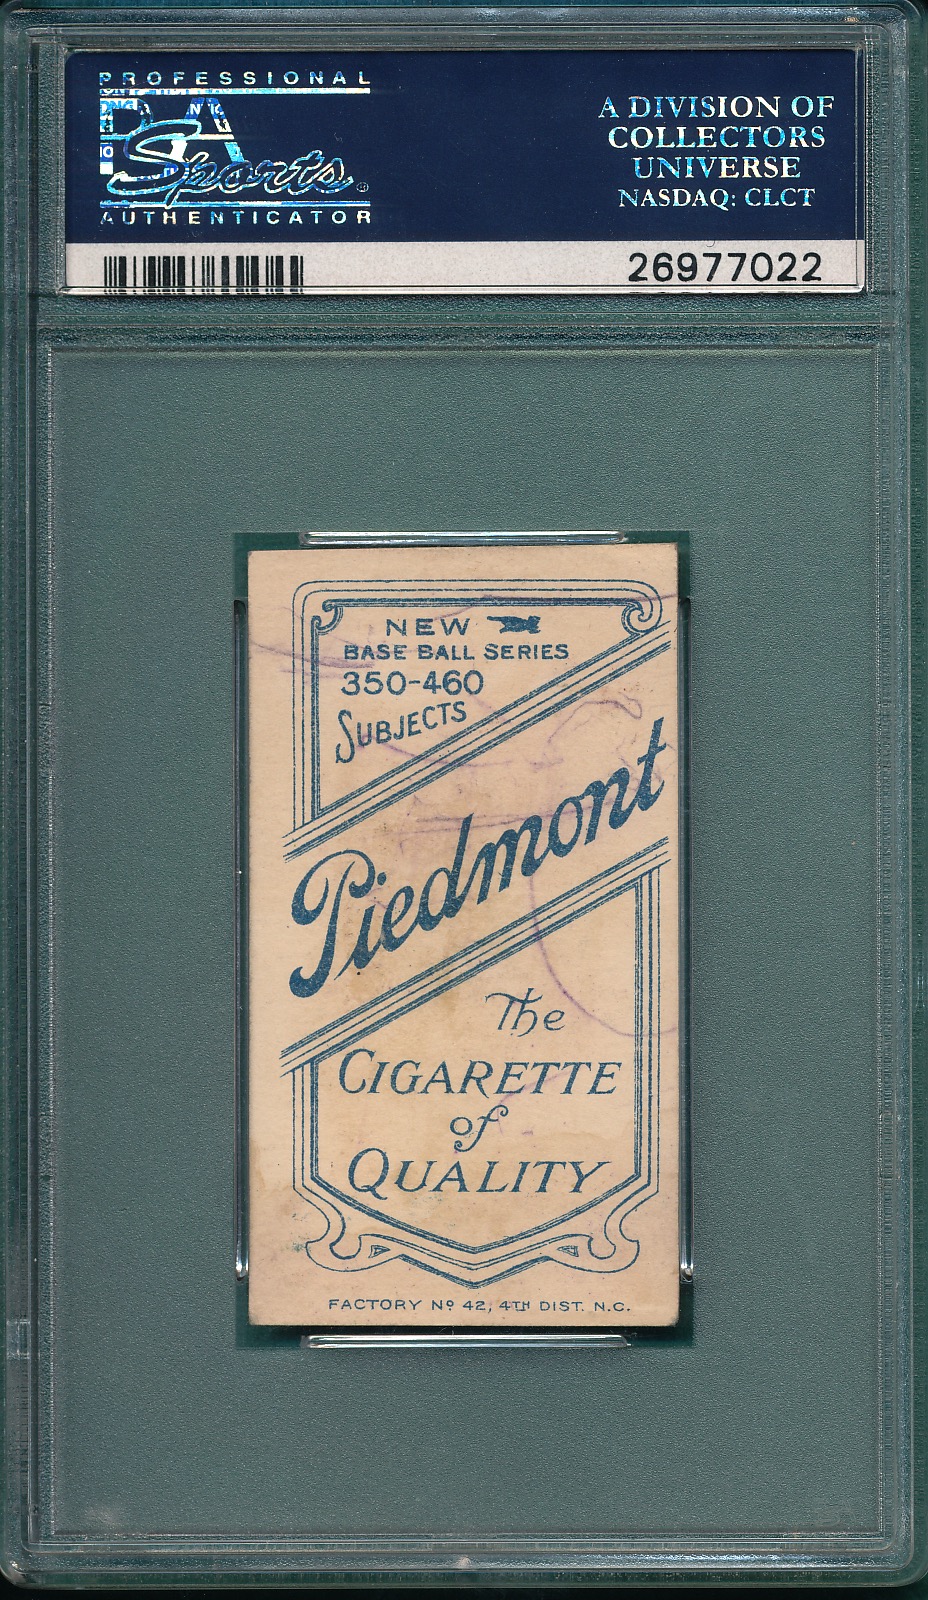 PROFESSIONAL
PSA
Sports
AUTHENTICATOR
A DIVISION OF
COLLECTORS
UNIVERSE
NASDAQ: CLCT
26977022
NEW
BASE BALL SERIES
350-460
SUBJECTS
Piedmont
The
CIGARETTE
of
QUALITY
FACTORY No 42, 4TH DIST. N.C.